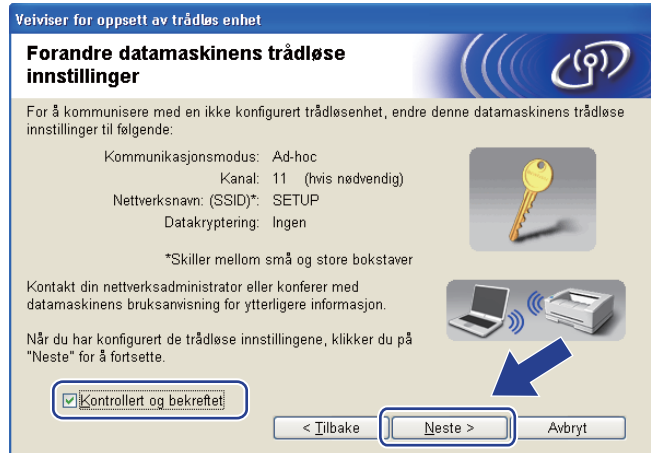 Veiviser for oppsett av trådløs enhet
Forandre datamaskinens trådløse
innstillinger
For å kommunisere med en ikke konfigurert trådløsenhet, endre denne datamaskinens trådløse
innstillinger til følgende:
Kommunikasjonsmodus: Ad-hoc
Kanal: 11 (hvis nødvendig)
Nettverksnavn: (SSID)*: SETUP
Datakryptering: Ingen
*Skiller mellom små og store bokstaver
Kontakt din nettverksadministrator eller konferer med
datamaskinens bruksanvisning for ytterligere informasjon.
Når du har konfigurert de trådløse innstillingene, klikker du på
"Neste" for å fortsette.
Kontrollert og bekreftet
< Tilbake Neste > Avbryt